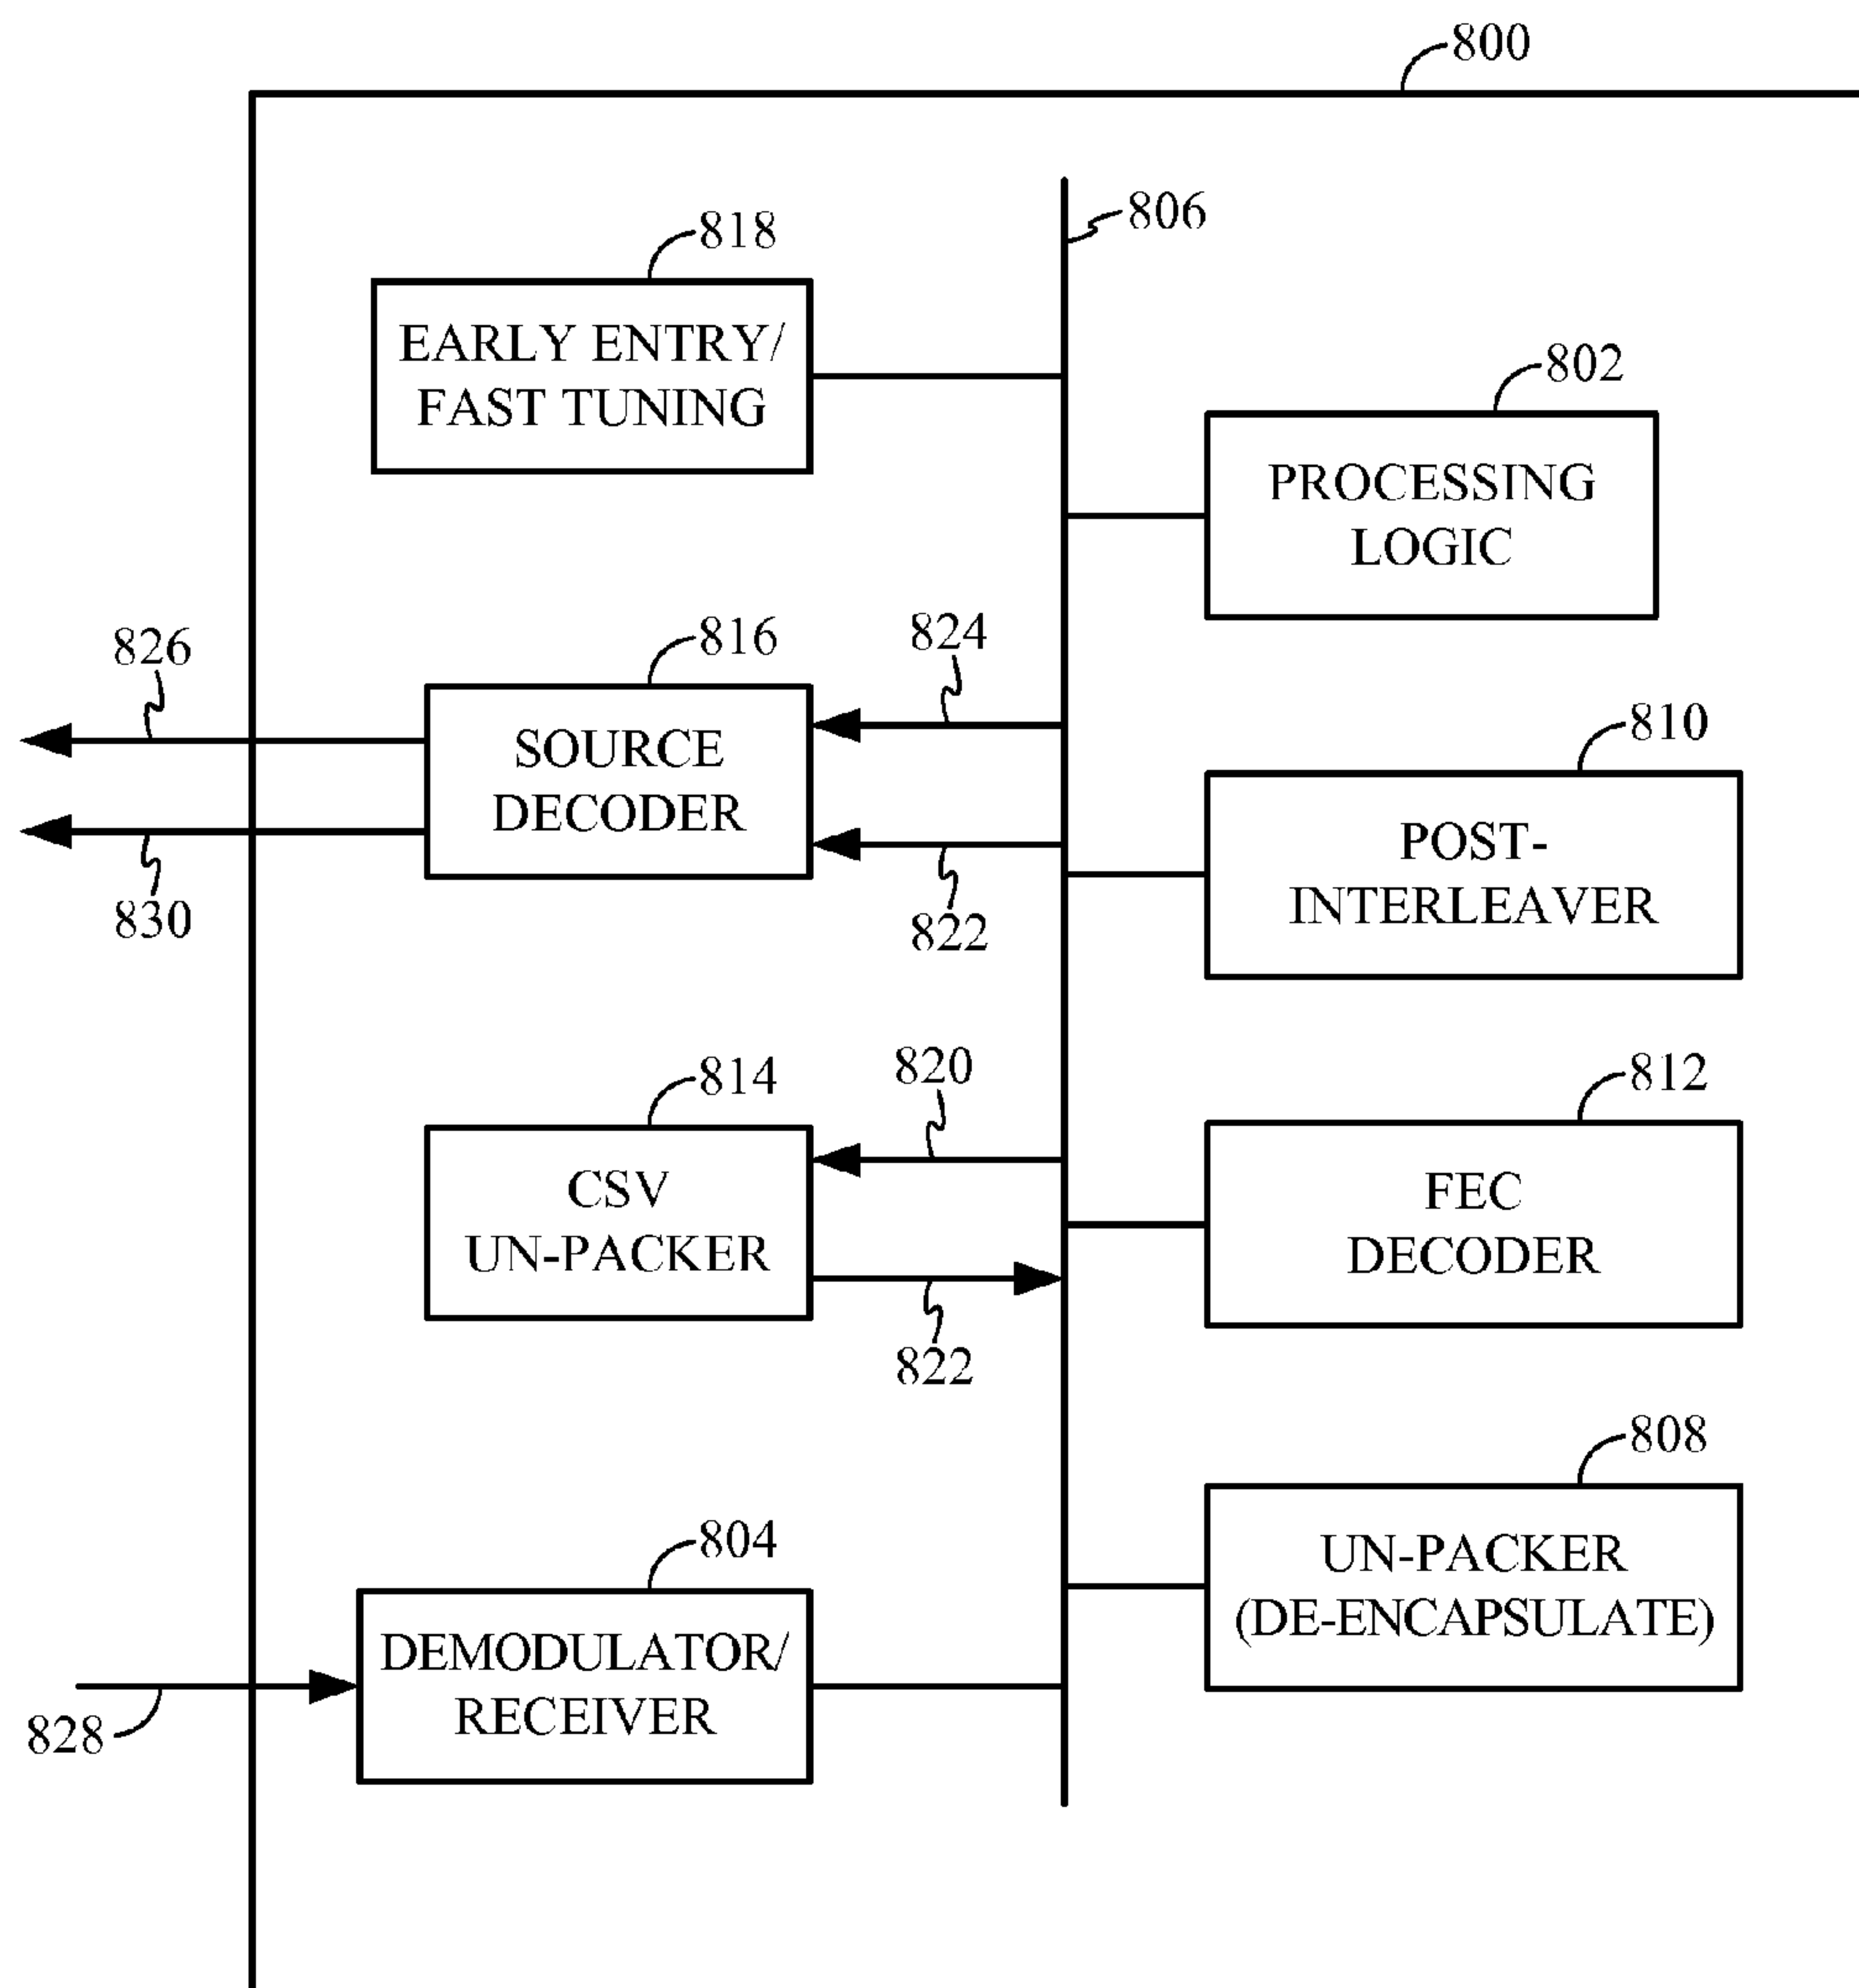 800
806
818
EARLY ENTRY/
FAST TUNING
802
PROCESSING
LOGIC
826
816
824
SOURCE
DECODER
830
822
810
POST-
INTERLEAVER
814
820
CSV
UN-PACKER
822
812
FEC
DECODER
808
UN-PACKER
(DE-ENCAPSULATE)
804
DEMODULATOR/
RECEIVER
828